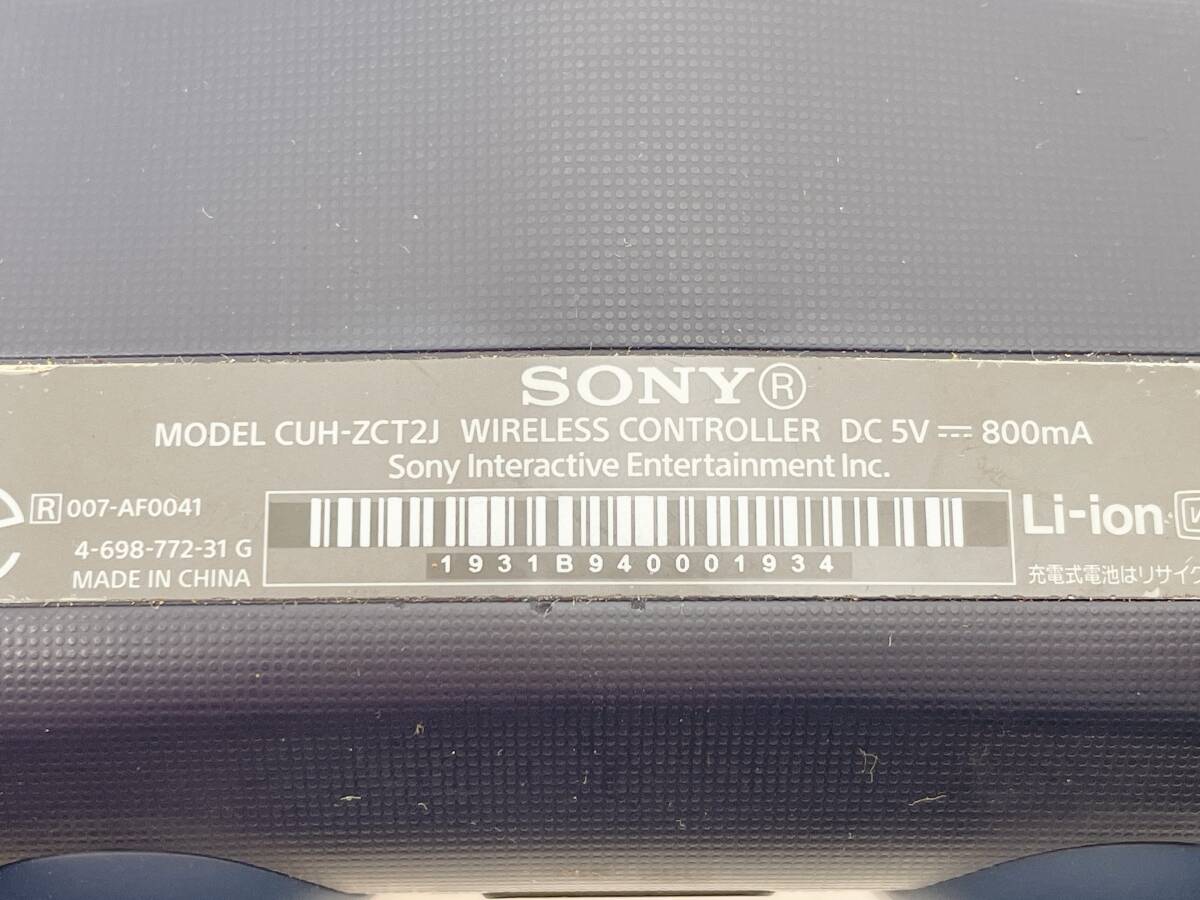 SONY®
MODEL CUH-ZCT2J WIRELESS CONTROLLER DC 5V ⎓ 800mA
Sony Interactive Entertainment Inc.
R 007-AF0041
4-698-772-31 G
MADE IN CHINA
1931B940001934
Li-ion
充電式電池はリサイク